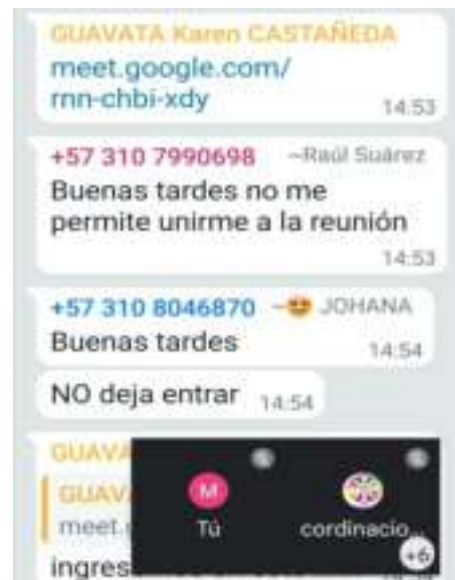 GUAVATA Karen CASTAÑEDA
meet.google.com/
rnn-chbi-xdy
14:53
+57 310 7990698 ~Raúl Suárez
Buenas tardes no me
permite unirme a la reunión
14:53
+57 310 8046870 ~😍 JOHANA
Buenas tardes
14:54
NO deja entrar 14:54
GUAVA
GUAVA
meet.
ingres
M
Tú
cordinacio...
+6